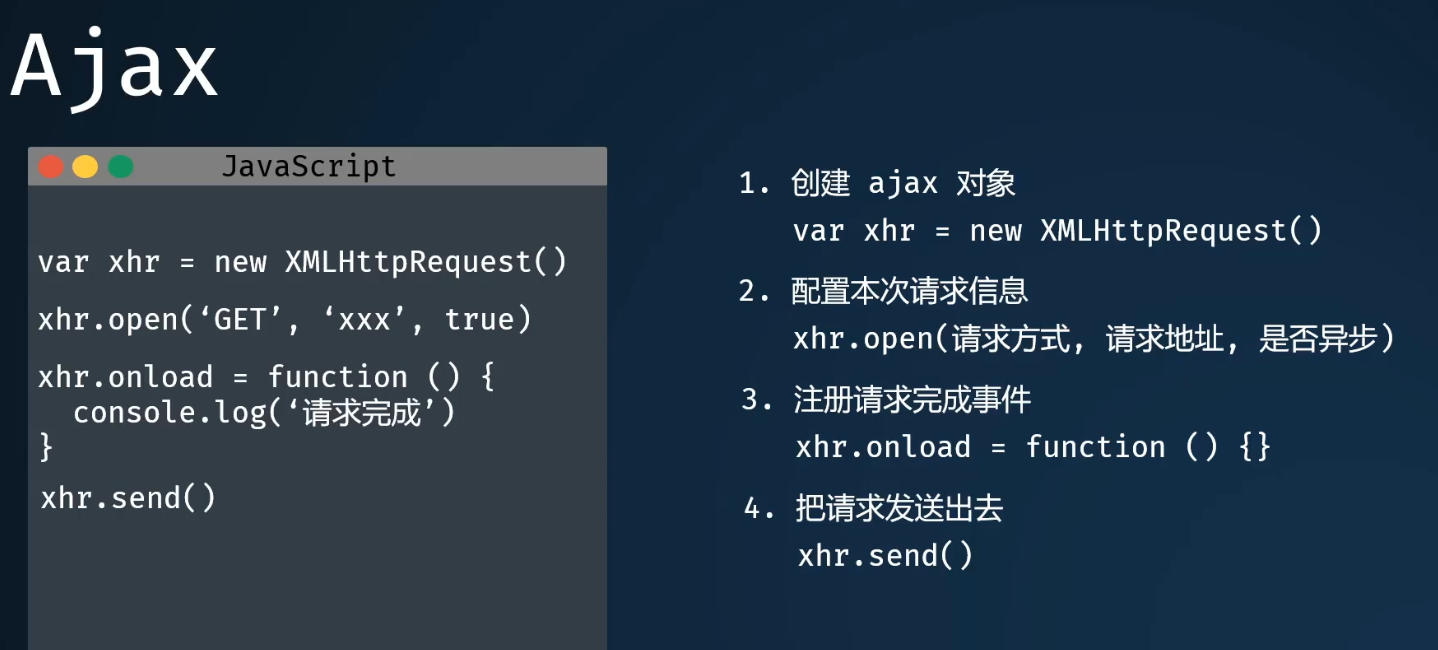 Ajax
JavaScript
var xhr = new XMLHttpRequest()
xhr.open(‘GET’, ‘xxx’, true)
xhr.onload = function () {
  console.log(‘请求完成’)
}
xhr.send()
1. 创建 ajax 对象
var xhr = new XMLHttpRequest()
2. 配置本次请求信息
xhr.open(请求方式, 请求地址, 是否异步)
3. 注册请求完成事件
xhr.onload = function () {}
4. 把请求发送出去
xhr.send()